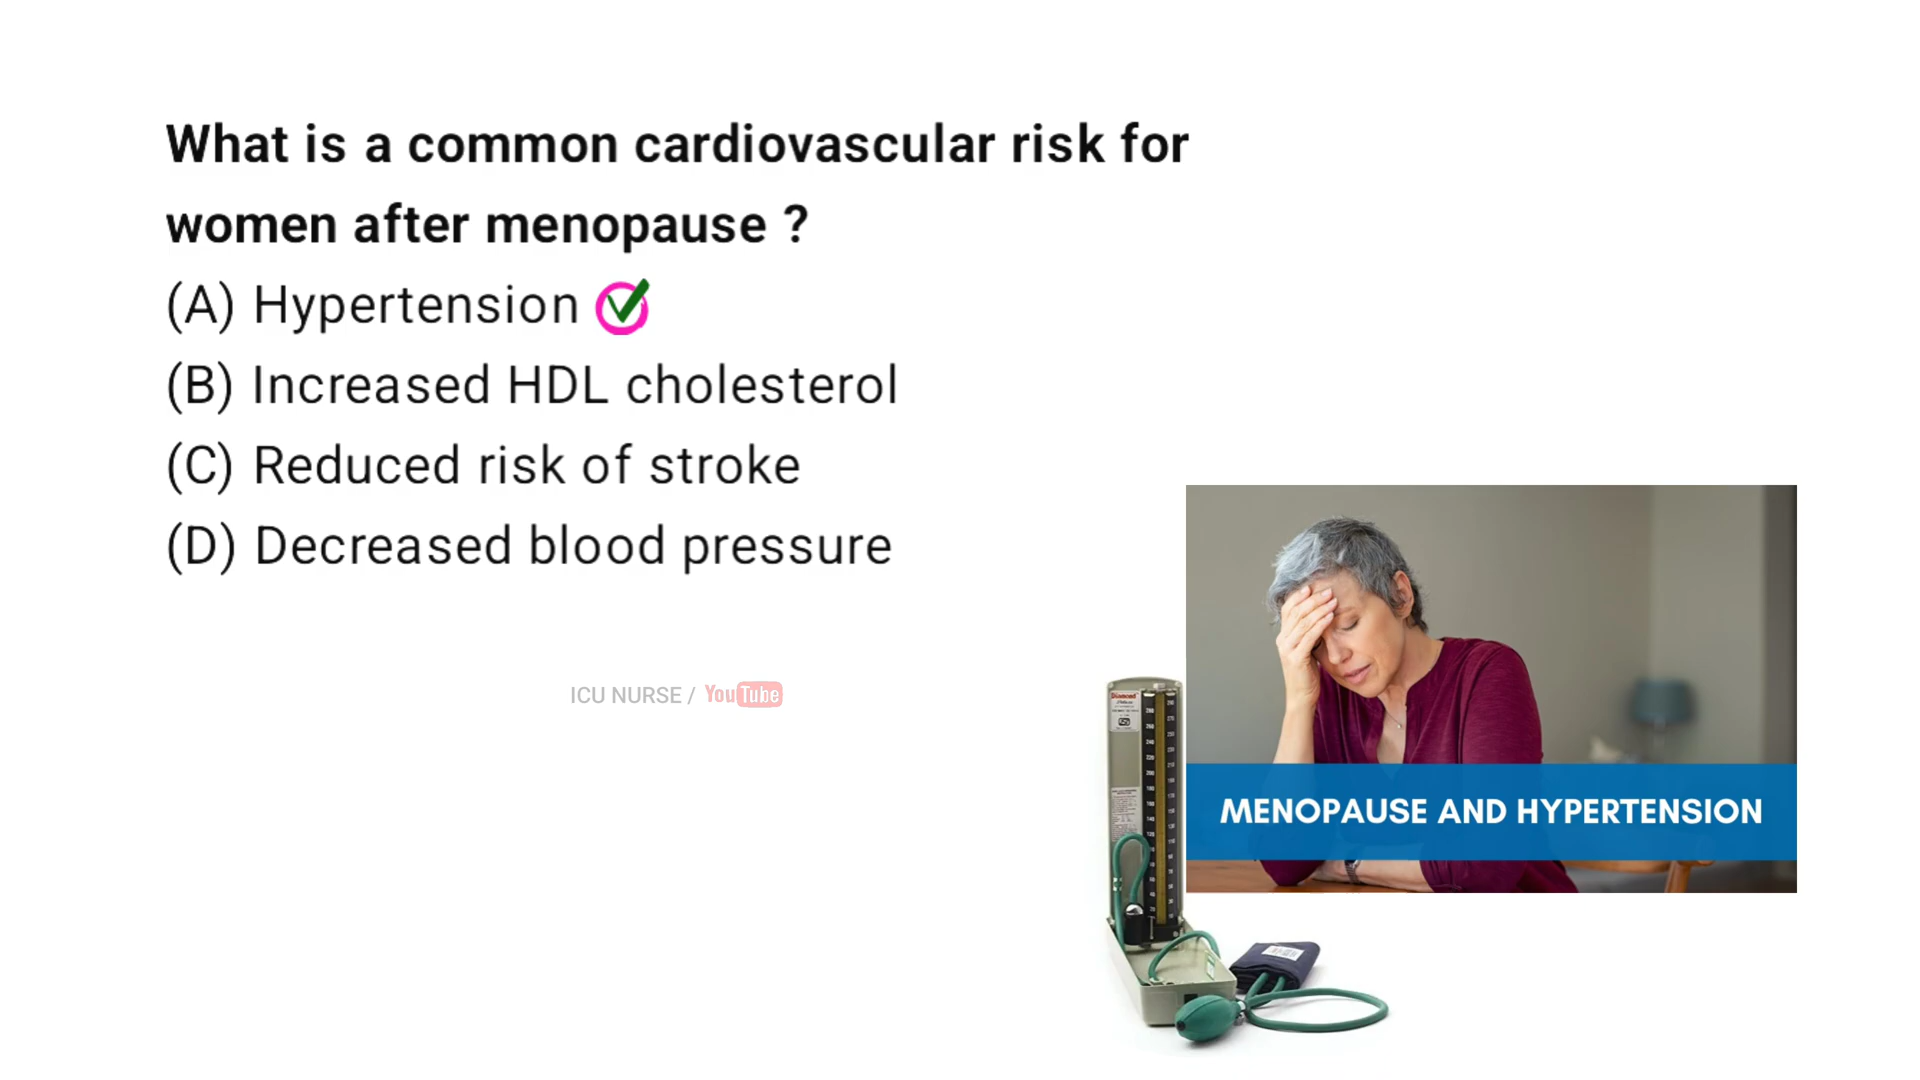 What is a common cardiovascular risk for
women after menopause ?
(A) Hypertension
(B) Increased HDL cholesterol
(C) Reduced risk of stroke
(D) Decreased blood pressure
ICU NURSE / YouTube
MENOPAUSE AND HYPERTENSION
Diamond